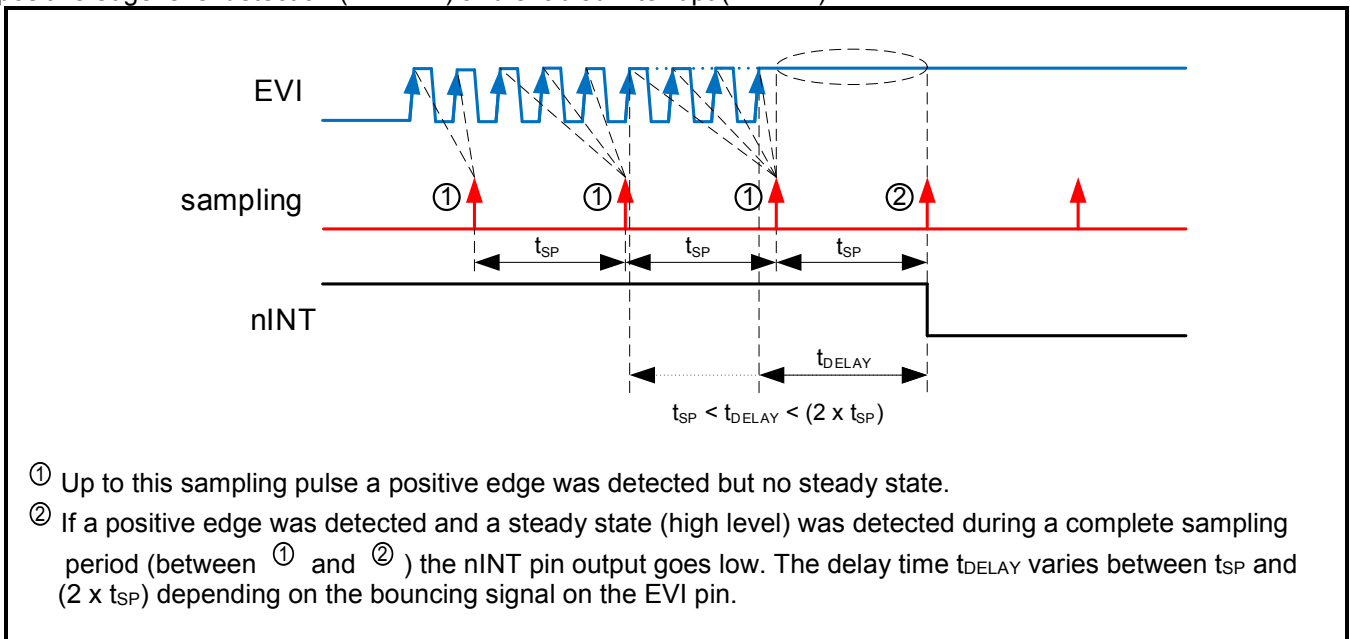 EVI
sampling
① ① ① ②
tSP tSP tSP
nINT
tDELAY
tSP < tDELAY < (2 x tSP)
① Up to this sampling pulse a positive edge was detected but no steady state.
② If a positive edge was detected and a steady state (high level) was detected during a complete sampling
period (between ① and ② ) the nINT pin output goes low. The delay time tDELAY varies between tSP and
(2 x tSP) depending on the bouncing signal on the EVI pin.